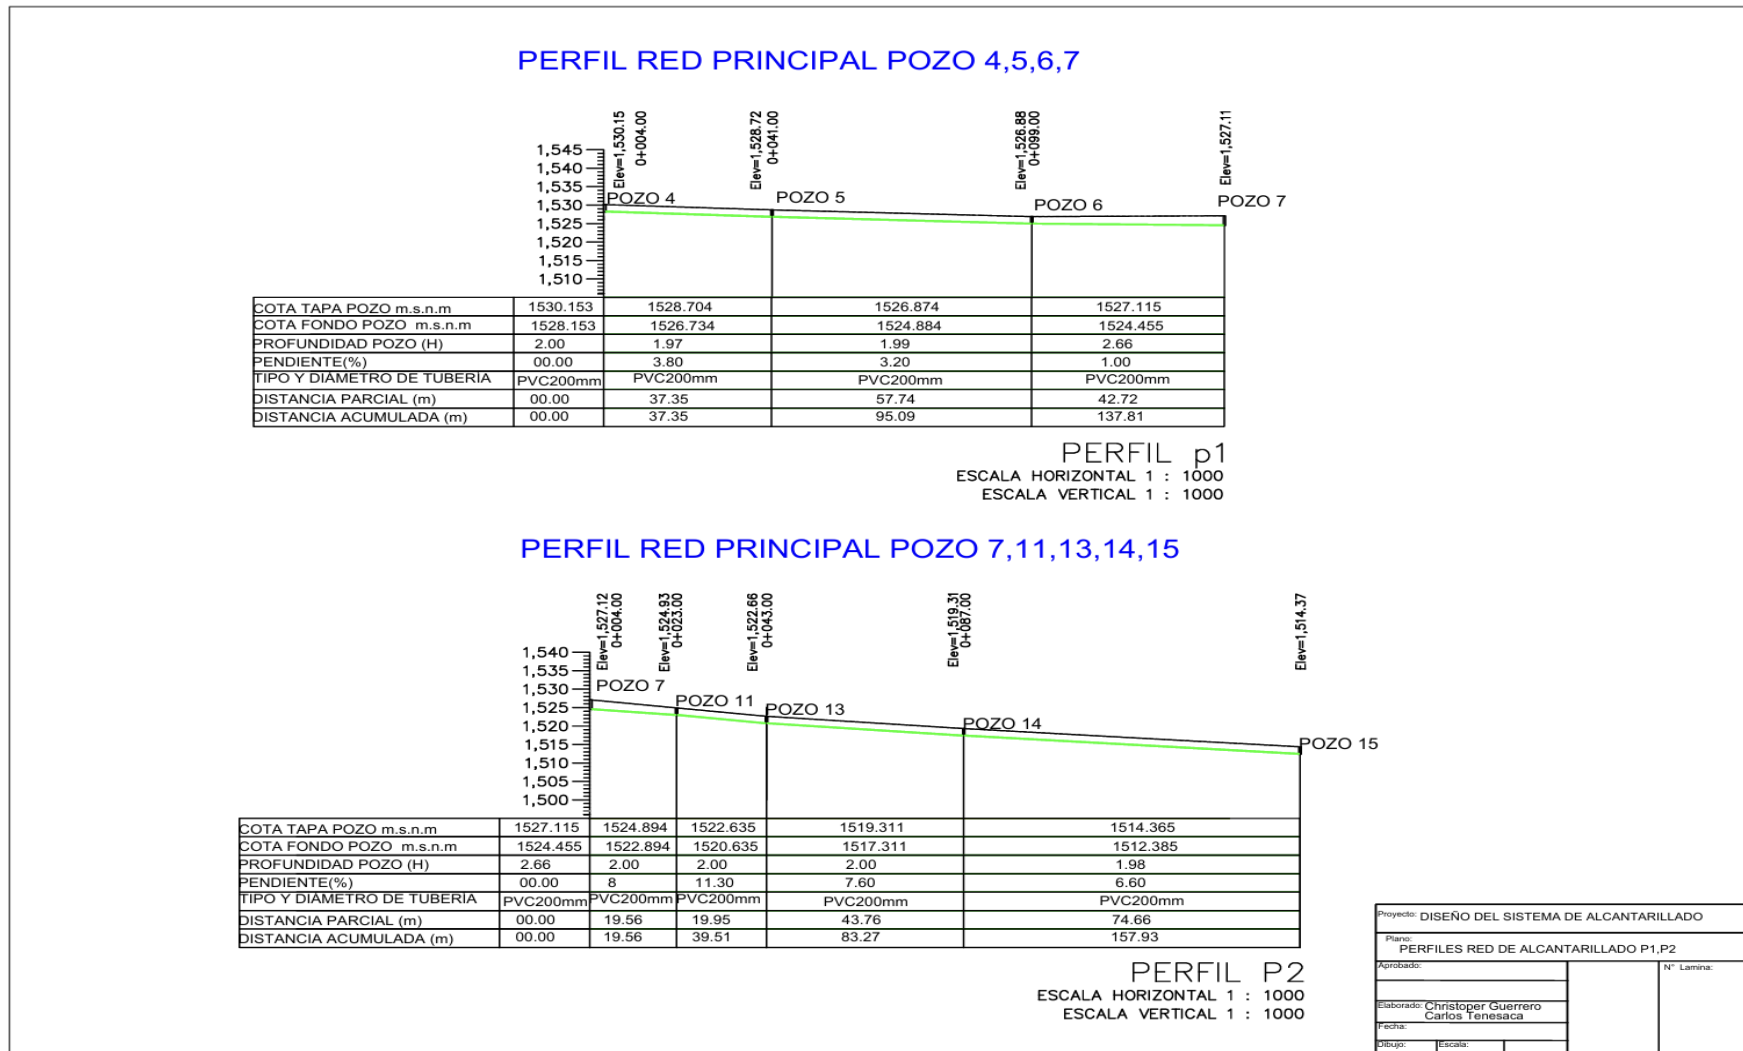 PERFIL RED PRINCIPAL POZO 4,5,6,7
Elev=1,530.15
0+004.00
Elev=1,528.72
0+041.00
Elev=1,526.88
0+099.00
Elev=1,527.11
1,545
1,540
1,535
1,530
1,525
1,520
1,515
1,510
POZO 4
POZO 5
POZO 6
POZO 7
COTA TAPA POZO m.s.n.m 1530.153 1528.704 1526.874 1527.115
COTA FONDO POZO m.s.n.m 1528.153 1526.734 1524.884 1524.455
PROFUNDIDAD POZO (H) 2.00 1.97 1.99 2.66
PENDIENTE(%) 00.00 3.80 3.20 1.00
TIPO Y DIÁMETRO DE TUBERÍA PVC200mm PVC200mm PVC200mm PVC200mm
DISTANCIA PARCIAL (m) 00.00 37.35 57.74 42.72
DISTANCIA ACUMULADA (m) 00.00 37.35 95.09 137.81
PERFIL p1
ESCALA HORIZONTAL 1 : 1000
ESCALA VERTICAL 1 : 1000
PERFIL RED PRINCIPAL POZO 7,11,13,14,15
Elev=1,527.12
0+004.00
Elev=1,524.93
0+023.00
Elev=1,522.66
0+043.00
Elev=1,519.31
0+087.00
Elev=1,514.37
1,540
1,535
1,530
1,525
1,520
1,515
1,510
1,505
1,500
POZO 7
POZO 11
POZO 13
POZO 14
POZO 15
COTA TAPA POZO m.s.n.m 1527.115 1524.894 1522.635 1519.311 1514.365
COTA FONDO POZO m.s.n.m 1524.455 1522.894 1520.635 1517.311 1512.385
PROFUNDIDAD POZO (H) 2.66 2.00 2.00 2.00 1.98
PENDIENTE(%) 00.00 8 11.30 7.60 6.60
TIPO Y DIÁMETRO DE TUBERÍA PVC200mm PVC200mm PVC200mm PVC200mm PVC200mm
DISTANCIA PARCIAL (m) 00.00 19.56 19.95 43.76 74.66
DISTANCIA ACUMULADA (m) 00.00 19.56 39.51 83.27 157.93
PERFIL P2
ESCALA HORIZONTAL 1 : 1000
ESCALA VERTICAL 1 : 1000
Proyecto: DISEÑO DEL SISTEMA DE ALCANTARILLADO
Plano:
PERFILES RED DE ALCANTARILLADO P1,P2
Aprobado:
N° Lamina:
Elaborado: Christoper Guerrero
Carlos Tenesaca
Fecha:
Dibujo: Escala: